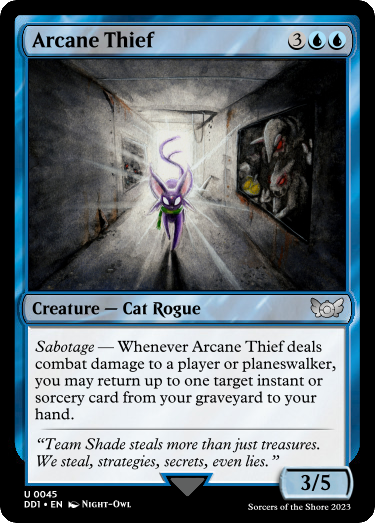 Arcane Thief 3
Creature — Cat Rogue
Sabotage — Whenever Arcane Thief deals
combat damage to a player or planeswalker,
you may return up to one target instant or
sorcery card from your graveyard to your
hand.
“Team Shade steals more than just treasures.
We steal, strategies, secrets, even lies.”
3/5
U 0045
DD1 • EN Night-Owl
Sorcers of the Shore 2023